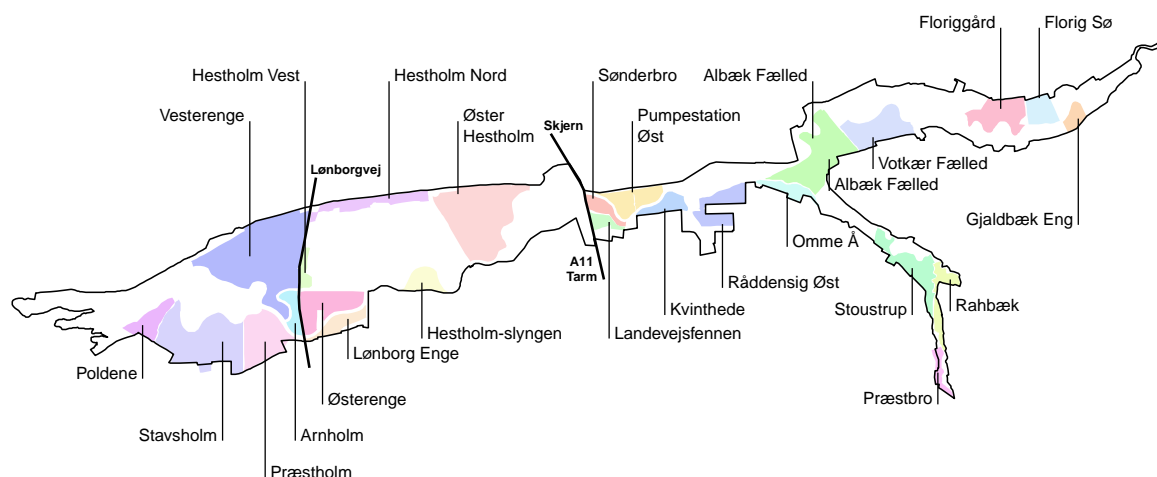 Floriggård
Florig Sø
Hestholm Vest
Hestholm Nord
Sønderbro
Albæk Fælled
Vesterenge
Øster
Hestholm
Pumpestation
Øst
Skjern
Lønborgvej
Votkær Fælled
Albæk Fælled
Gjaldbæk Eng
Omme Å
A11
Tarm
Råddensig Øst
Kvinthede
Stoustrup
Rahbæk
Hestholm-slyngen
Landevejsfennen
Lønborg Enge
Poldene
Østerenge
Præstbro
Stavsholm
Arnholm
Præstholm